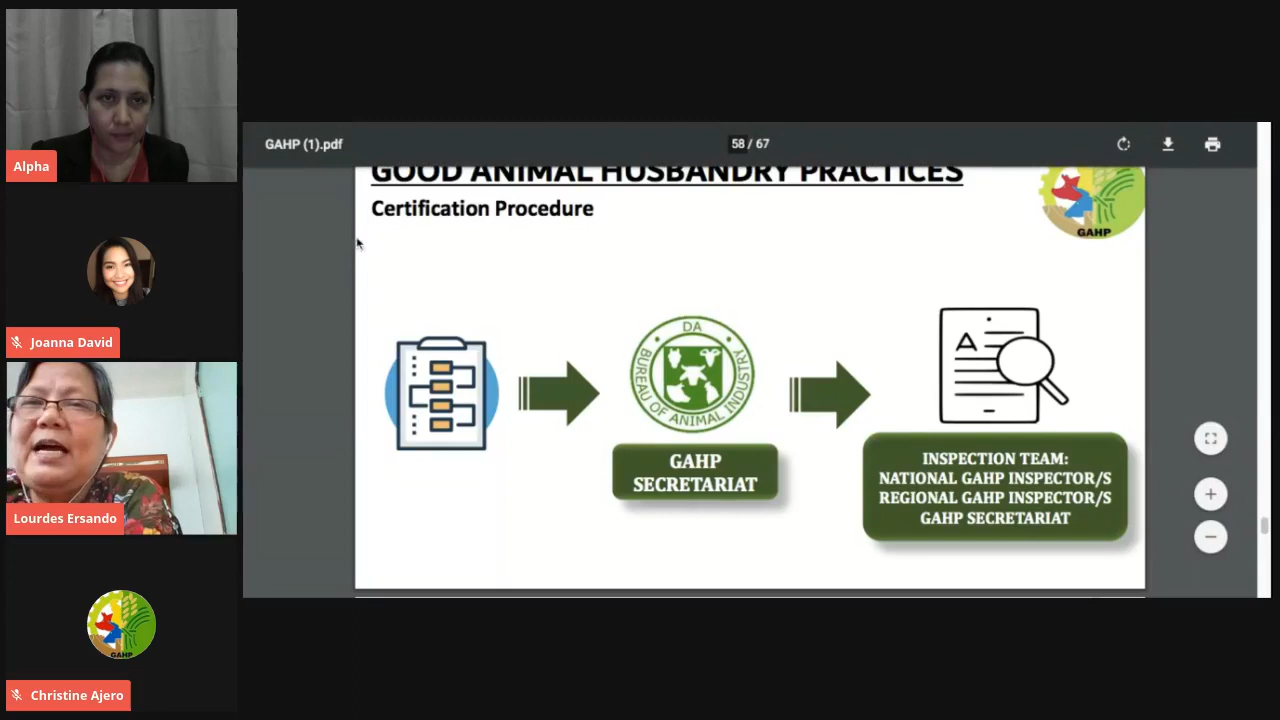 Alpha
Joanna David
Lourdes Ersando
GAHP
Christine Ajero
GAHP (1).pdf
58 / 67
GOOD ANIMAL HUSBANDRY PRACTICES
Certification Procedure
GAHP
DA
BUREAU OF ANIMAL INDUSTRY
GAHP
SECRETARIAT
A
INSPECTION TEAM:
NATIONAL GAHP INSPECTOR/S
REGIONAL GAHP INSPECTOR/S
GAHP SECRETARIAT